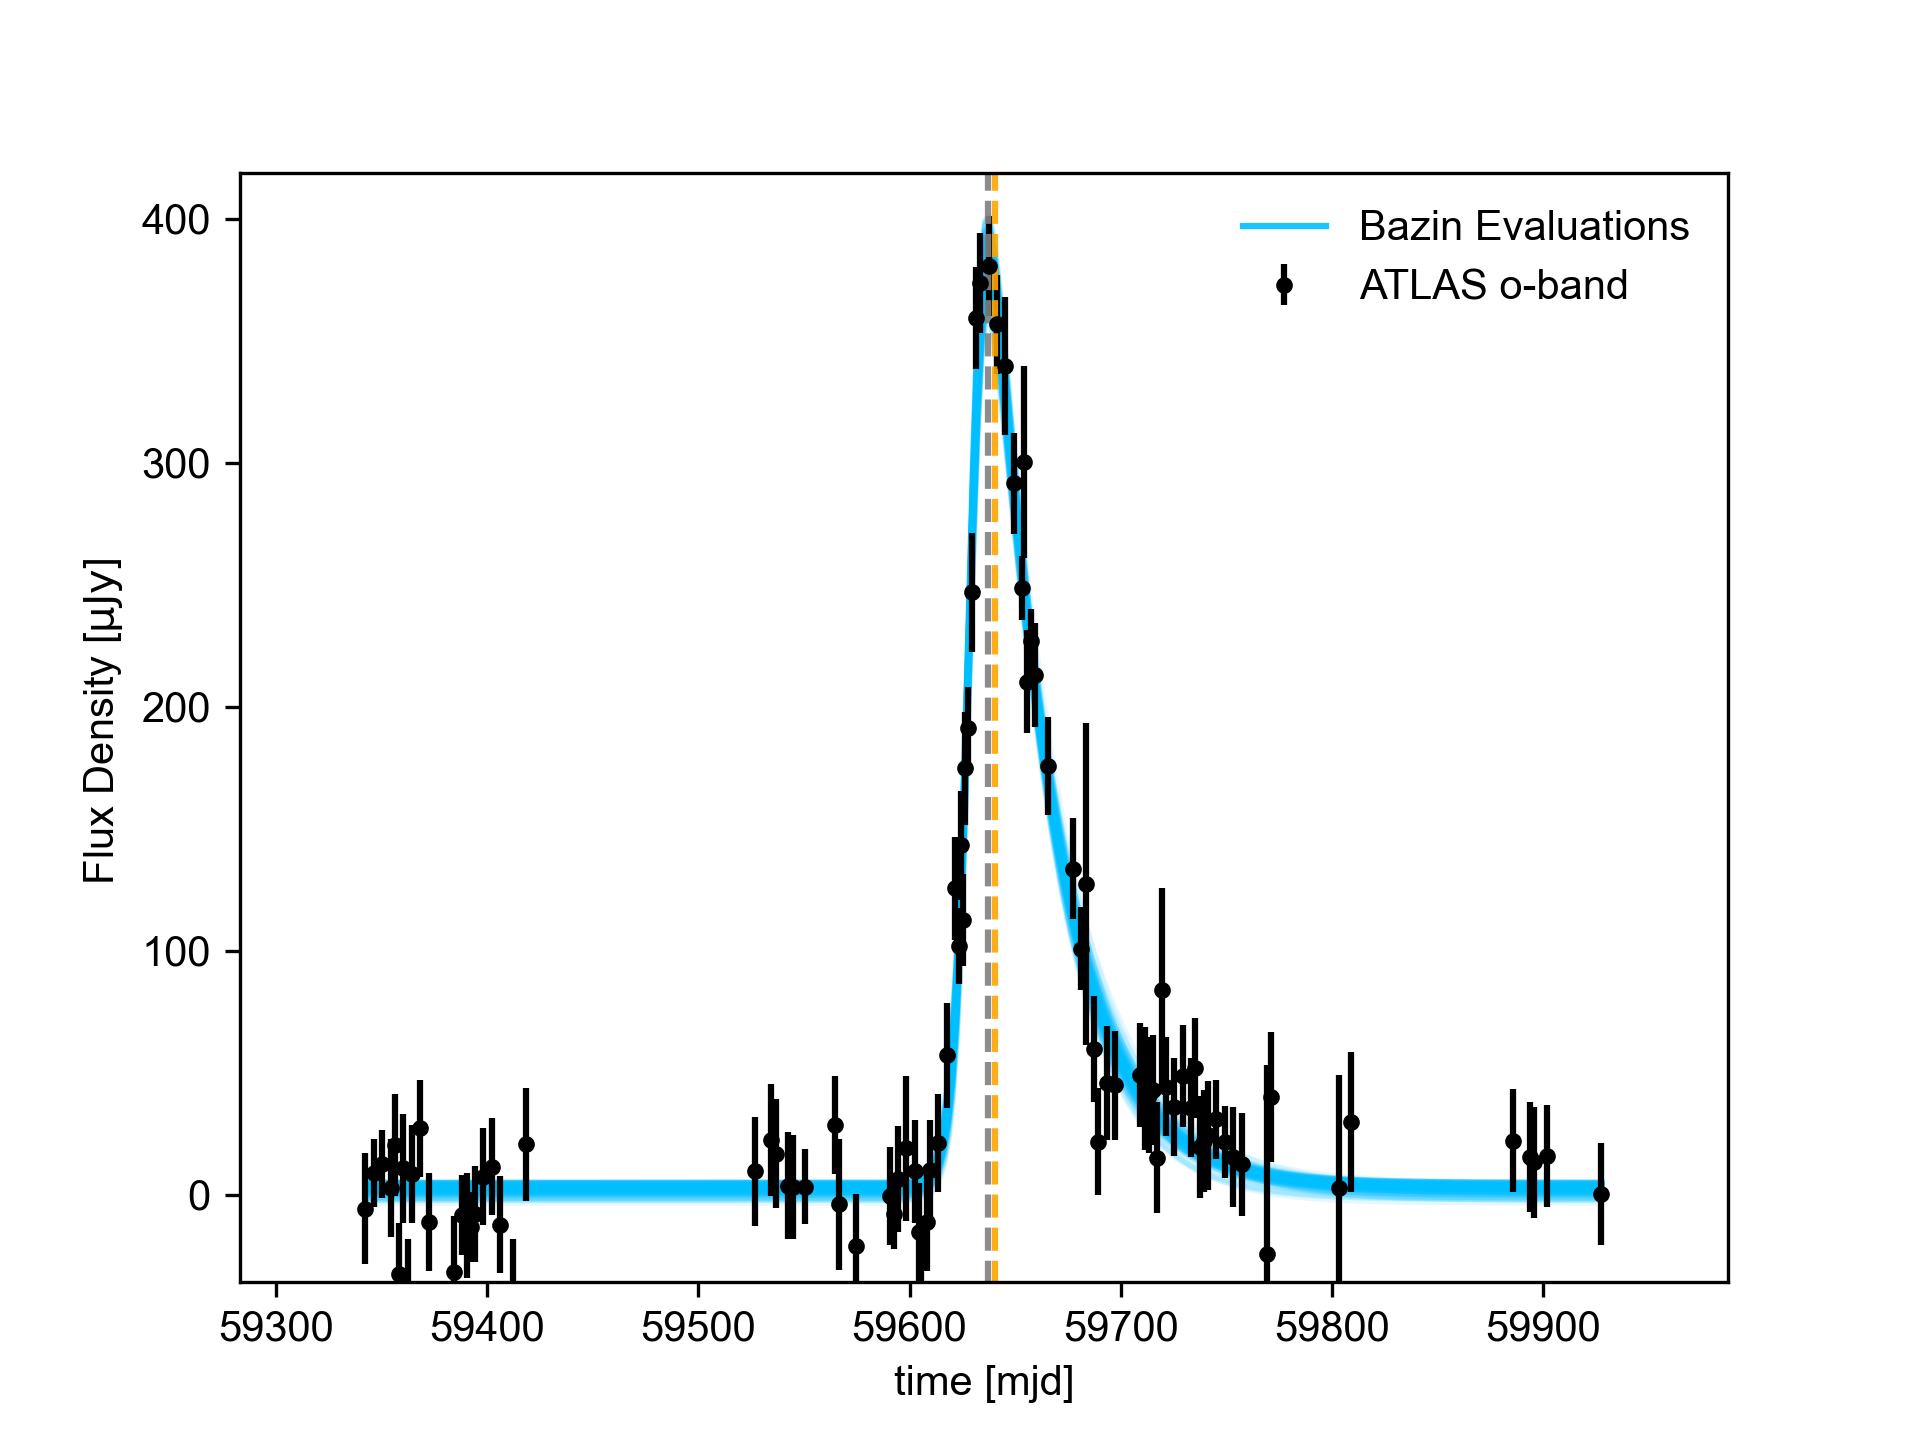 Bazin Evaluations
ATLAS o-band
400
300
200
100
0
Flux Density [µJy]
59300 59400 59500 59600 59700 59800 59900
time [mjd]